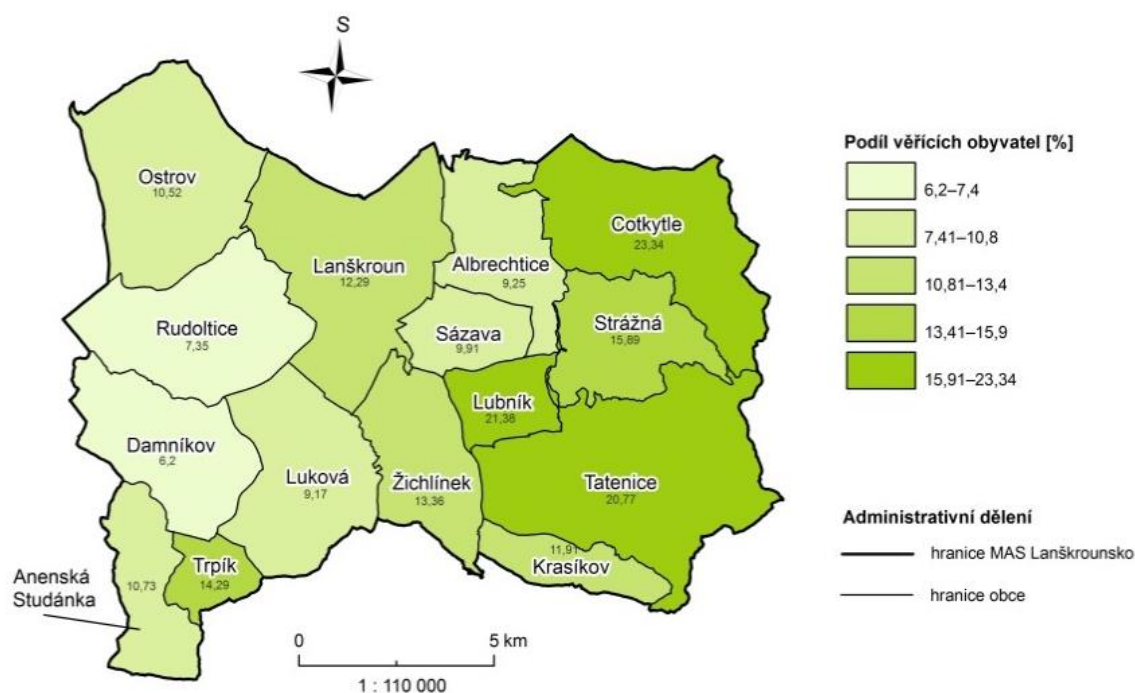 S
Ostrov
10,52
Lanškroun
12,29
Albrechtice
9,25
Cotkytle
23,34
Rudoltice
7,35
Sázava
9,91
Strážná
15,89
Lubník
21,38
Damníkov
6,2
Luková
9,17
Žichlínek
13,36
Tatenice
20,77
Krasíkov
11,91
Trpík
14,29
Anenská
Studánka
10,73
0 5 km
1 : 110 000
Podíl věřících obyvatel [%]
6,2–7,4
7,41–10,8
10,81–13,4
13,41–15,9
15,91–23,34
Administrativní dělení
hranice MAS Lanškrounsko
hranice obce